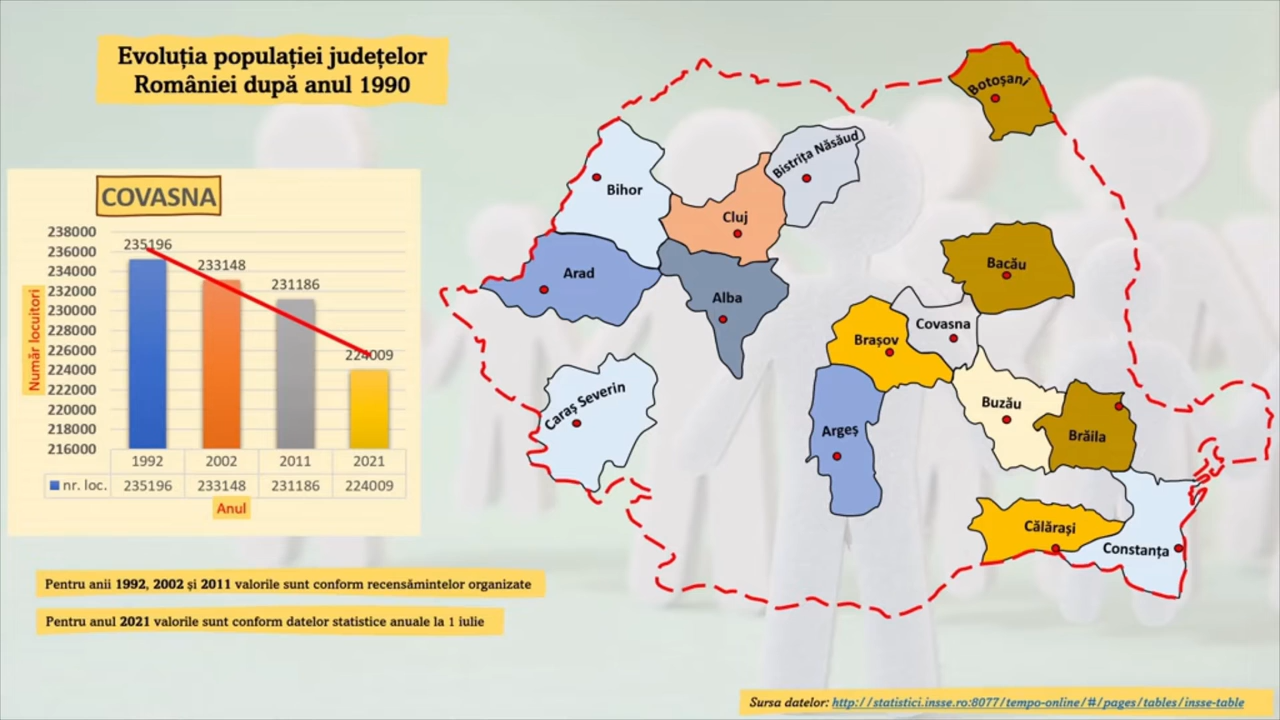 Evoluția populației județelor
României după anul 1990
COVASNA
238000
236000
234000
232000
230000
228000
226000
224000
222000
220000
218000
216000
Număr locuitori
235196
233148
231186
224009
1992 2002 2011 2021
nr. loc. 235196 233148 231186 224009
Anul
Pentru anii 1992, 2002 și 2011 valorile sunt conform recensămintelor organizate
Pentru anul 2021 valorile sunt conform datelor statistice anuale la 1 iulie
Botoșani
Bistrița Năsăud
Bihor
Cluj
Bacău
Arad
Alba
Covasna
Brașov
Caraș Severin
Buzău
Argeș
Brăila
Călărași
Constanța
Sursa datelor: http://statistici.insse.ro:8077/tempo-online/#/pages/tables/insse-table